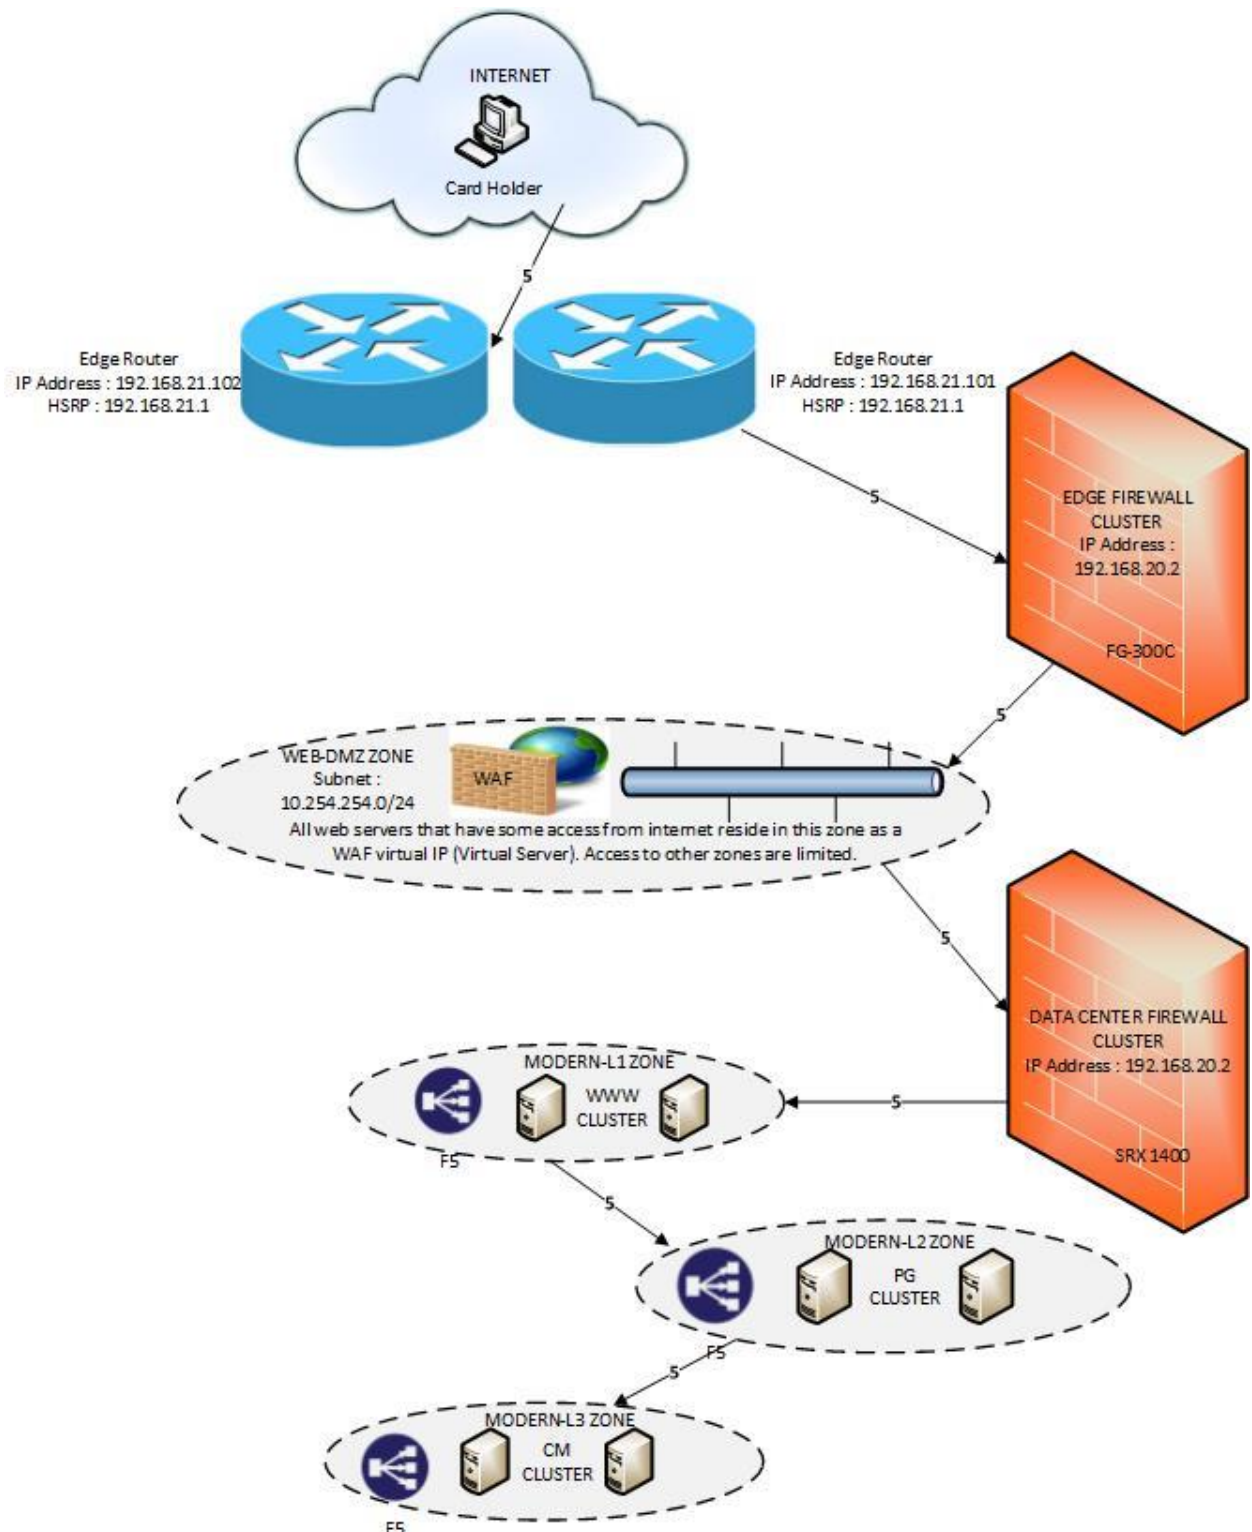 INTERNET
Card Holder
5
Edge Router
IP Address : 192.168.21.102
HSRP : 192.168.21.1
Edge Router
IP Address : 192.168.21.101
HSRP : 192.168.21.1
5
EDGE FIREWALL
CLUSTER
IP Address :
192.168.20.2
FG-300C
5
WEB-DMZ ZONE
Subnet :
10.254.254.0/24
WAF
All web servers that have some access from internet reside in this zone as a
WAF virtual IP (Virtual Server). Access to other zones are limited.
5
DATA CENTER FIREWALL
CLUSTER
IP Address : 192.168.20.2
SRX 1400
5
MODERN-L1 ZONE
WWW
CLUSTER
F5
5
MODERN-L2 ZONE
PG
CLUSTER
F5
5
MODERN-L3 ZONE
CM
CLUSTER
F5